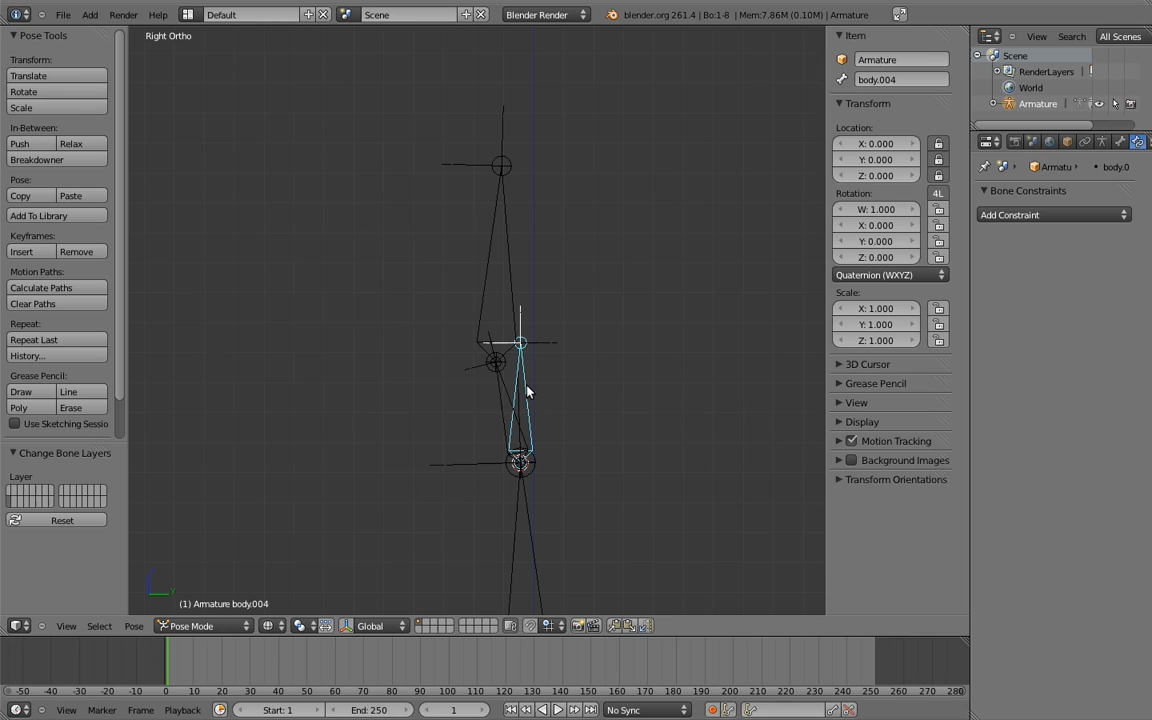 File Add Render Help Default Scene Blender Render blender.org 261.4 | Bo:1-8 | Mem:7.86M (0.10M) | Armature
Pose Tools
Transform:
Translate
Rotate
Scale
In-Between:
Push Relax
Breakdowner
Pose:
Copy Paste
Add To Library
Keyframes:
Insert Remove
Motion Paths:
Calculate Paths
Clear Paths
Repeat:
Repeat Last
History...
Grease Pencil:
Draw Line
Poly Erase
Use Sketching Sessio
Change Bone Layers
Layer
Reset
Right Ortho
Y
(1) Armature body.004
View Select Pose Pose Mode Global
Item
Armature
body.004
Transform
Location:
X: 0.000
Y: 0.000
Z: 0.000
Rotation:
4L
W: 1.000
X: 0.000
Y: 0.000
Z: 0.000
Quaternion (WXYZ)
Scale:
X: 1.000
Y: 1.000
Z: 1.000
3D Cursor
Grease Pencil
View
Display
Motion Tracking
Background Images
Transform Orientations
View Search All Scenes
Scene
RenderLayers |
World
Armature
Armatu body.0
Bone Constraints
Add Constraint
-50 -40 -30 -20 -10 0 10 20 30 40 50 60 70 80 90 100 110 120 130 140 150 160 170 180 190 200 210 220 230 240 250 260 270 280
View Marker Frame Playback Start: 1 End: 250 1 No Sync